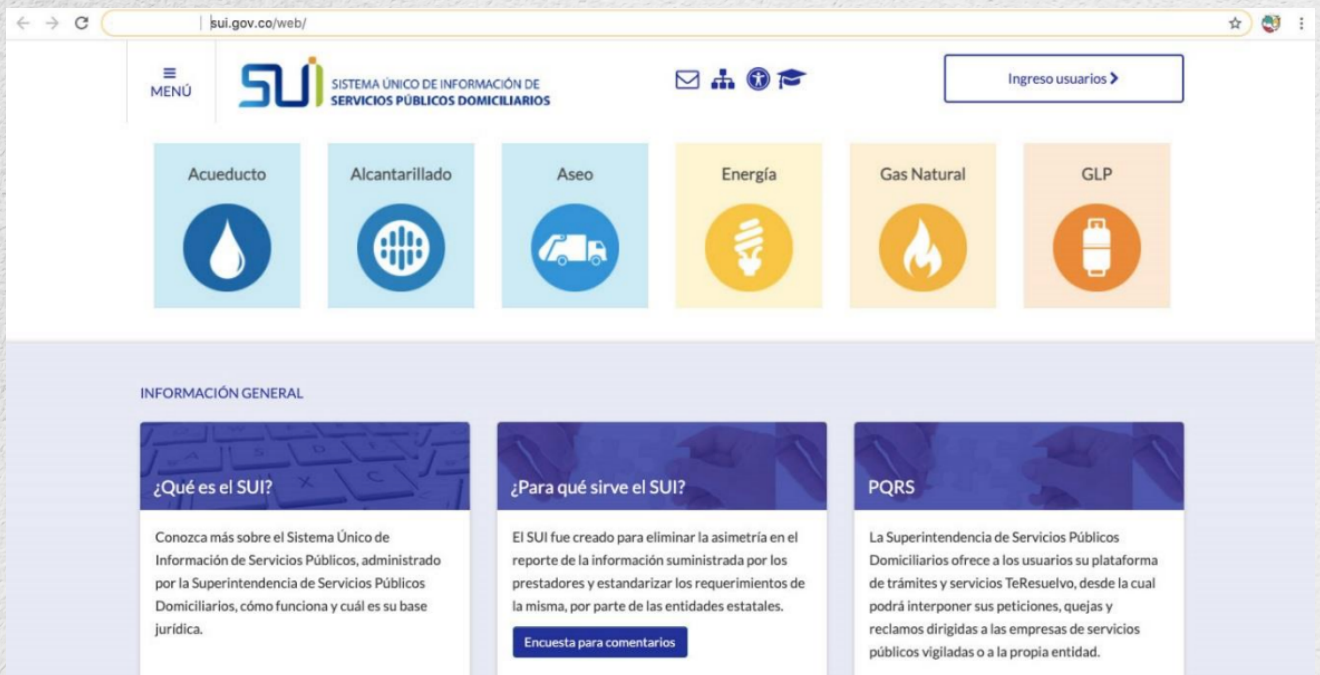 sui.gov.co/web/
MENÚ
SUI
SISTEMA ÚNICO DE INFORMACIÓN DE
SERVICIOS PÚBLICOS DOMICILIARIOS
Ingreso usuarios
Acueducto
Alcantarillado
Aseo
Energía
Gas Natural
GLP
INFORMACIÓN GENERAL
¿Qué es el SUI?
Conozca más sobre el Sistema Único de
Información de Servicios Públicos, administrado
por la Superintendencia de Servicios Públicos
Domiciliarios, cómo funciona y cuál es su base
jurídica.
¿Para qué sirve el SUI?
El SUI fue creado para eliminar la asimetría en el
reporte de la información suministrada por los
prestadores y estandarizar los requerimientos de
la misma, por parte de las entidades estatales.
Encuesta para comentarios
PQRS
La Superintendencia de Servicios Públicos
Domiciliarios ofrece a los usuarios su plataforma
de trámites y servicios TeResuelvo, desde la cual
podrá interponer sus peticiones, quejas y
reclamos dirigidas a las empresas de servicios
públicos vigiladas o a la propia entidad.